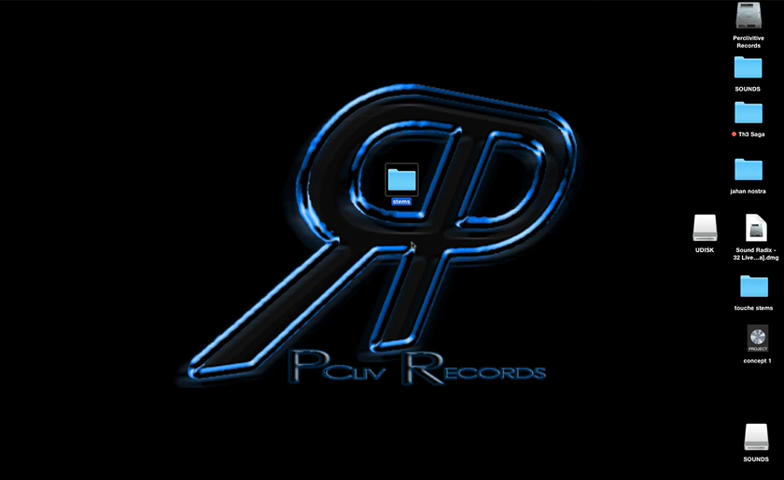 Perclivitive
Records
SOUNDS
Th3 Saga
jahan nostra
stems
UDISK
Sound Radix -
32 Live...a].dmg
touche stems
PROJECT
concept 1
PCLIV RECORDS
SOUNDS